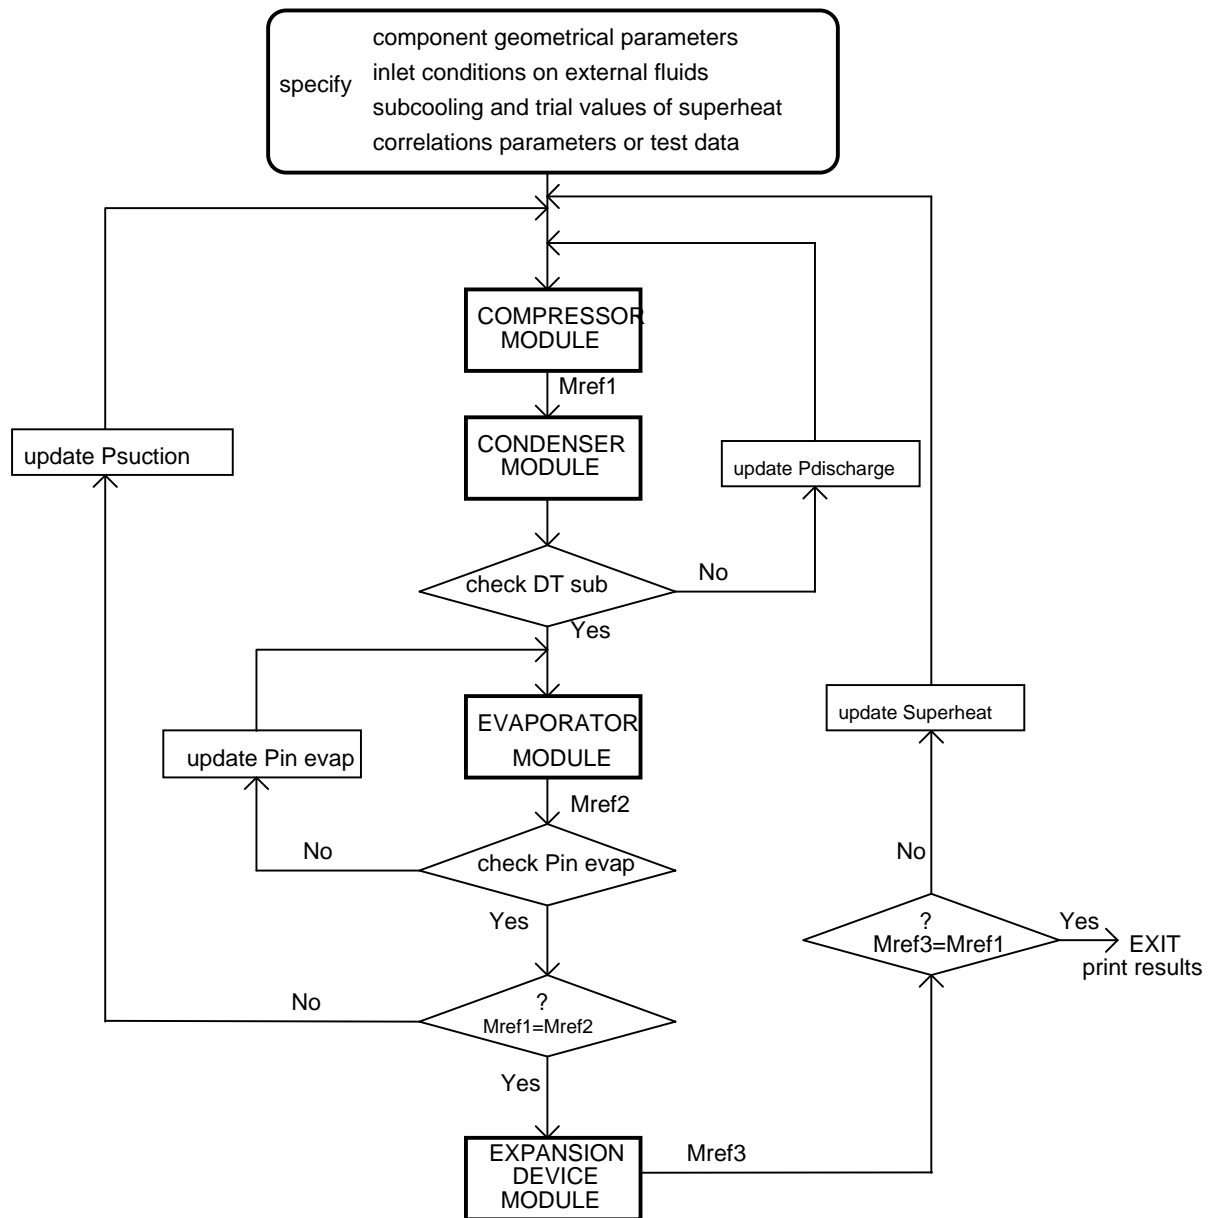 component geometrical parameters
inlet conditions on external fluids
specify
subcooling and trial values of superheat
correlations parameters or test data
COMPRESSOR
MODULE
Mref1
CONDENSER
MODULE
update Psuction
update Pdischarge
check DT sub
No
Yes
update Superheat
EVAPORATOR
MODULE
update Pin evap
Mref2
No
check Pin evap
No
Yes
?
Mref3=Mref1
Yes
EXIT
print results
No
?
Mref1=Mref2
Yes
EXPANSION
DEVICE
MODULE
Mref3